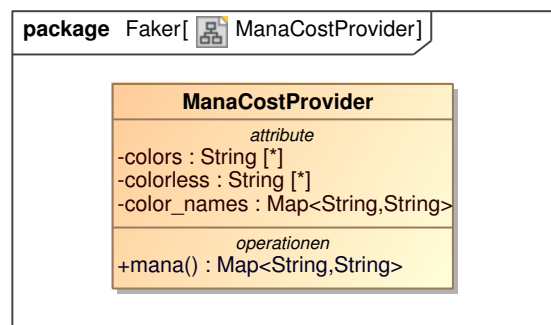 package Faker[ ManaCostProvider]
ManaCostProvider
attribute
-colors : String [*]
-colorless : String [*]
-color_names : Map<String,String>
operationen
+mana() : Map<String,String>